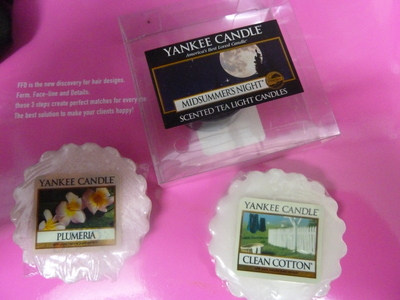 YANKEE CANDLE
America's Best Loved Candle
MIDSUMMER'S NIGHT
SCENTED TEA LIGHT CANDLES
FFD is the new discovery for hair designs.
Form, Face-line and Details.
these 3 steps create perfect matches for every
The best solution to make your clients happy!
YANKEE CANDLE
PLUMERIA
YANKEE CANDLE
CLEAN COTTON